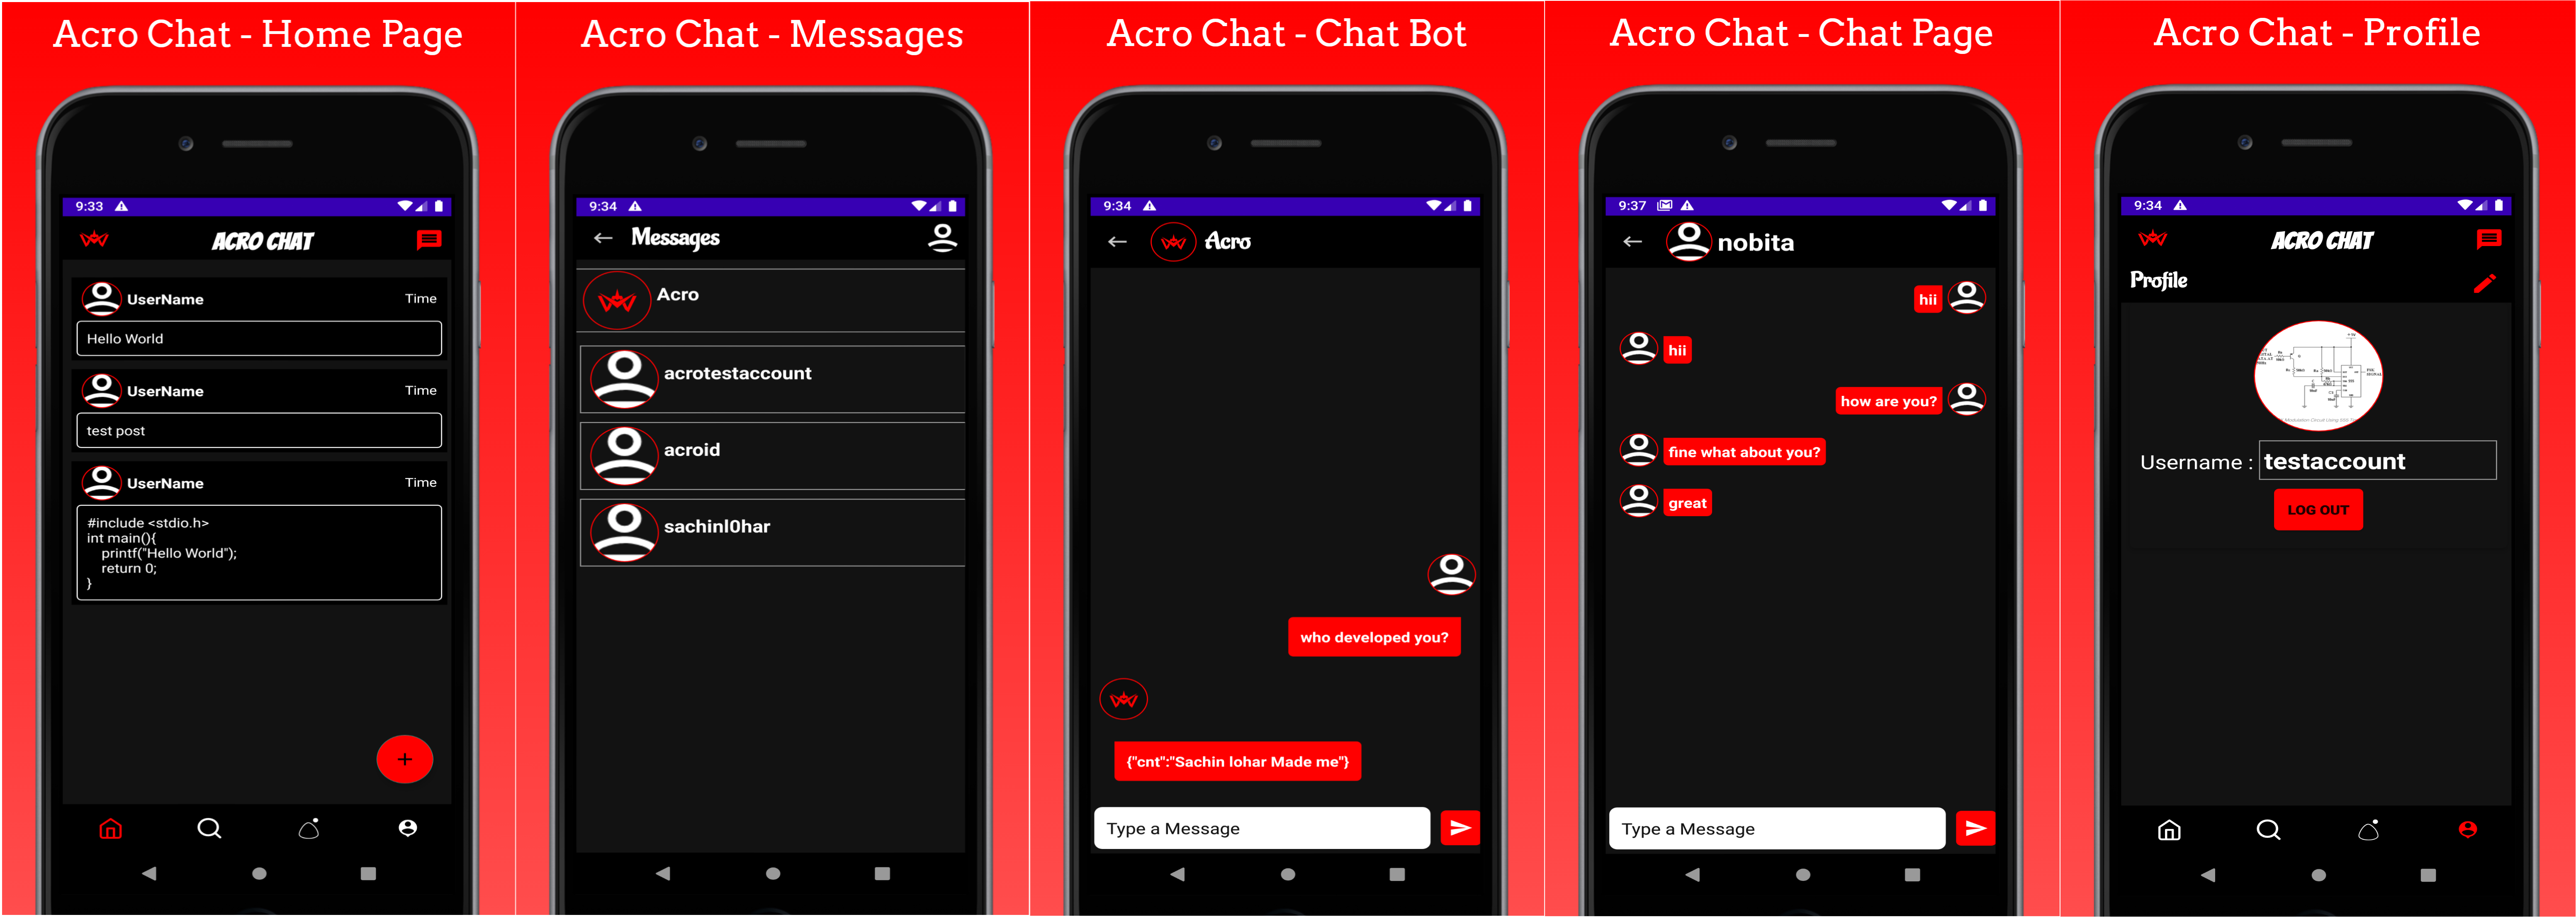 Acro Chat - Home Page
9:33
ACRO CHAT
UserName
Time
Hello World
UserName
Time
test post
UserName
Time
#include <stdio.h>
int main(){
printf("Hello World");
return 0;
}
+
Acro Chat - Messages
9:34
Messages
Acro
acrotestaccount
acroid
sachinl0har
Acro Chat - Chat Bot
9:34
Acro
who developed you?
{"cnt":"Sachin lohar Made me"}
Type a Message
Acro Chat - Chat Page
9:37
nobita
hii
hii
how are you?
fine what about you?
great
Type a Message
Acro Chat - Profile
9:34
ACRO CHAT
Profile
Username : testaccount
LOG OUT